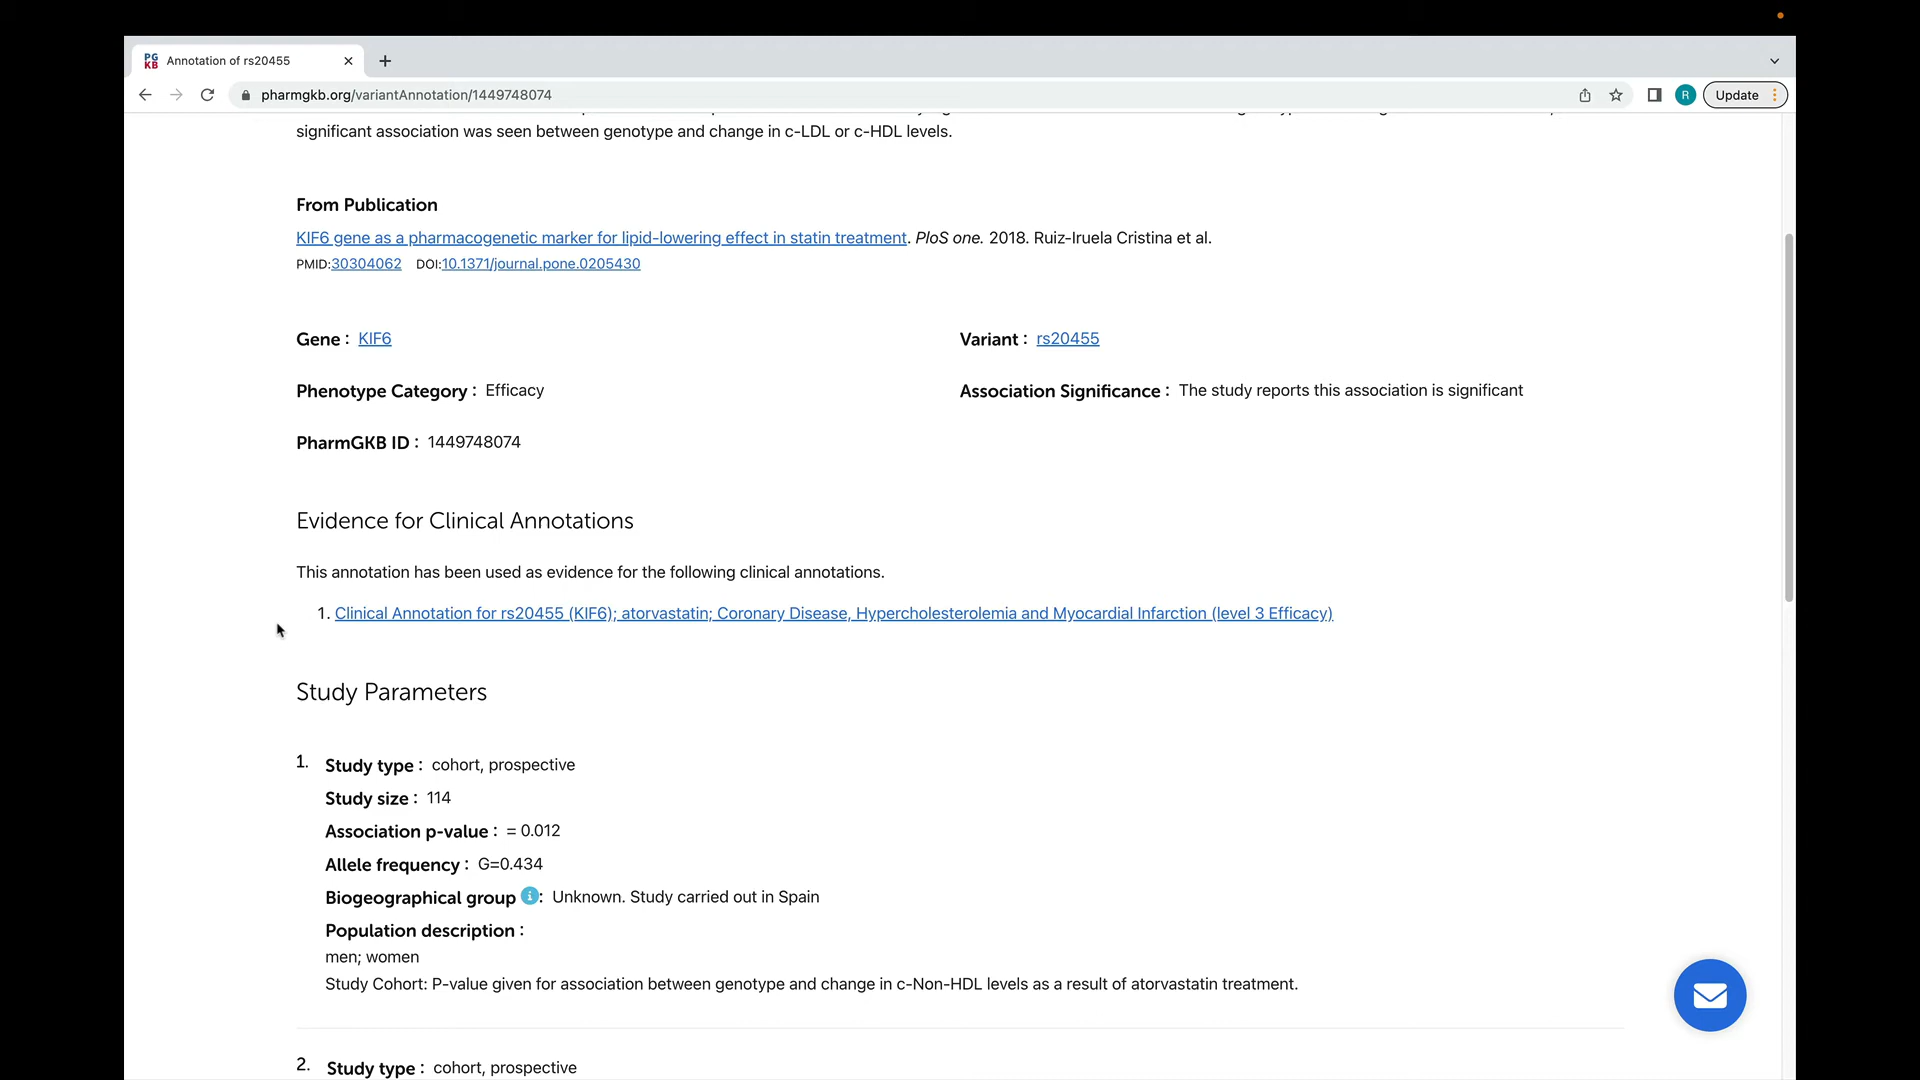 PG
KB
Annotation of rs20455
pharmgkb.org/variantAnnotation/1449748074
R
Update
significant association was seen between genotype and change in c-LDL or c-HDL levels.
From Publication
KIF6 gene as a pharmacogenetic marker for lipid-lowering effect in statin treatment. PloS one. 2018. Ruiz-Iruela Cristina et al.
PMID:30304062 DOI:10.1371/journal.pone.0205430
Gene : KIF6
Variant : rs20455
Phenotype Category : Efficacy
Association Significance : The study reports this association is significant
PharmGKB ID : 1449748074
Evidence for Clinical Annotations
This annotation has been used as evidence for the following clinical annotations.
1. Clinical Annotation for rs20455 (KIF6); atorvastatin; Coronary Disease, Hypercholesterolemia and Myocardial Infarction (level 3 Efficacy)
Study Parameters
1. Study type : cohort, prospective
Study size : 114
Association p-value : = 0.012
Allele frequency : G=0.434
Biogeographical group i : Unknown. Study carried out in Spain
Population description :
men; women
Study Cohort: P-value given for association between genotype and change in c-Non-HDL levels as a result of atorvastatin treatment.
2. Study type : cohort, prospective